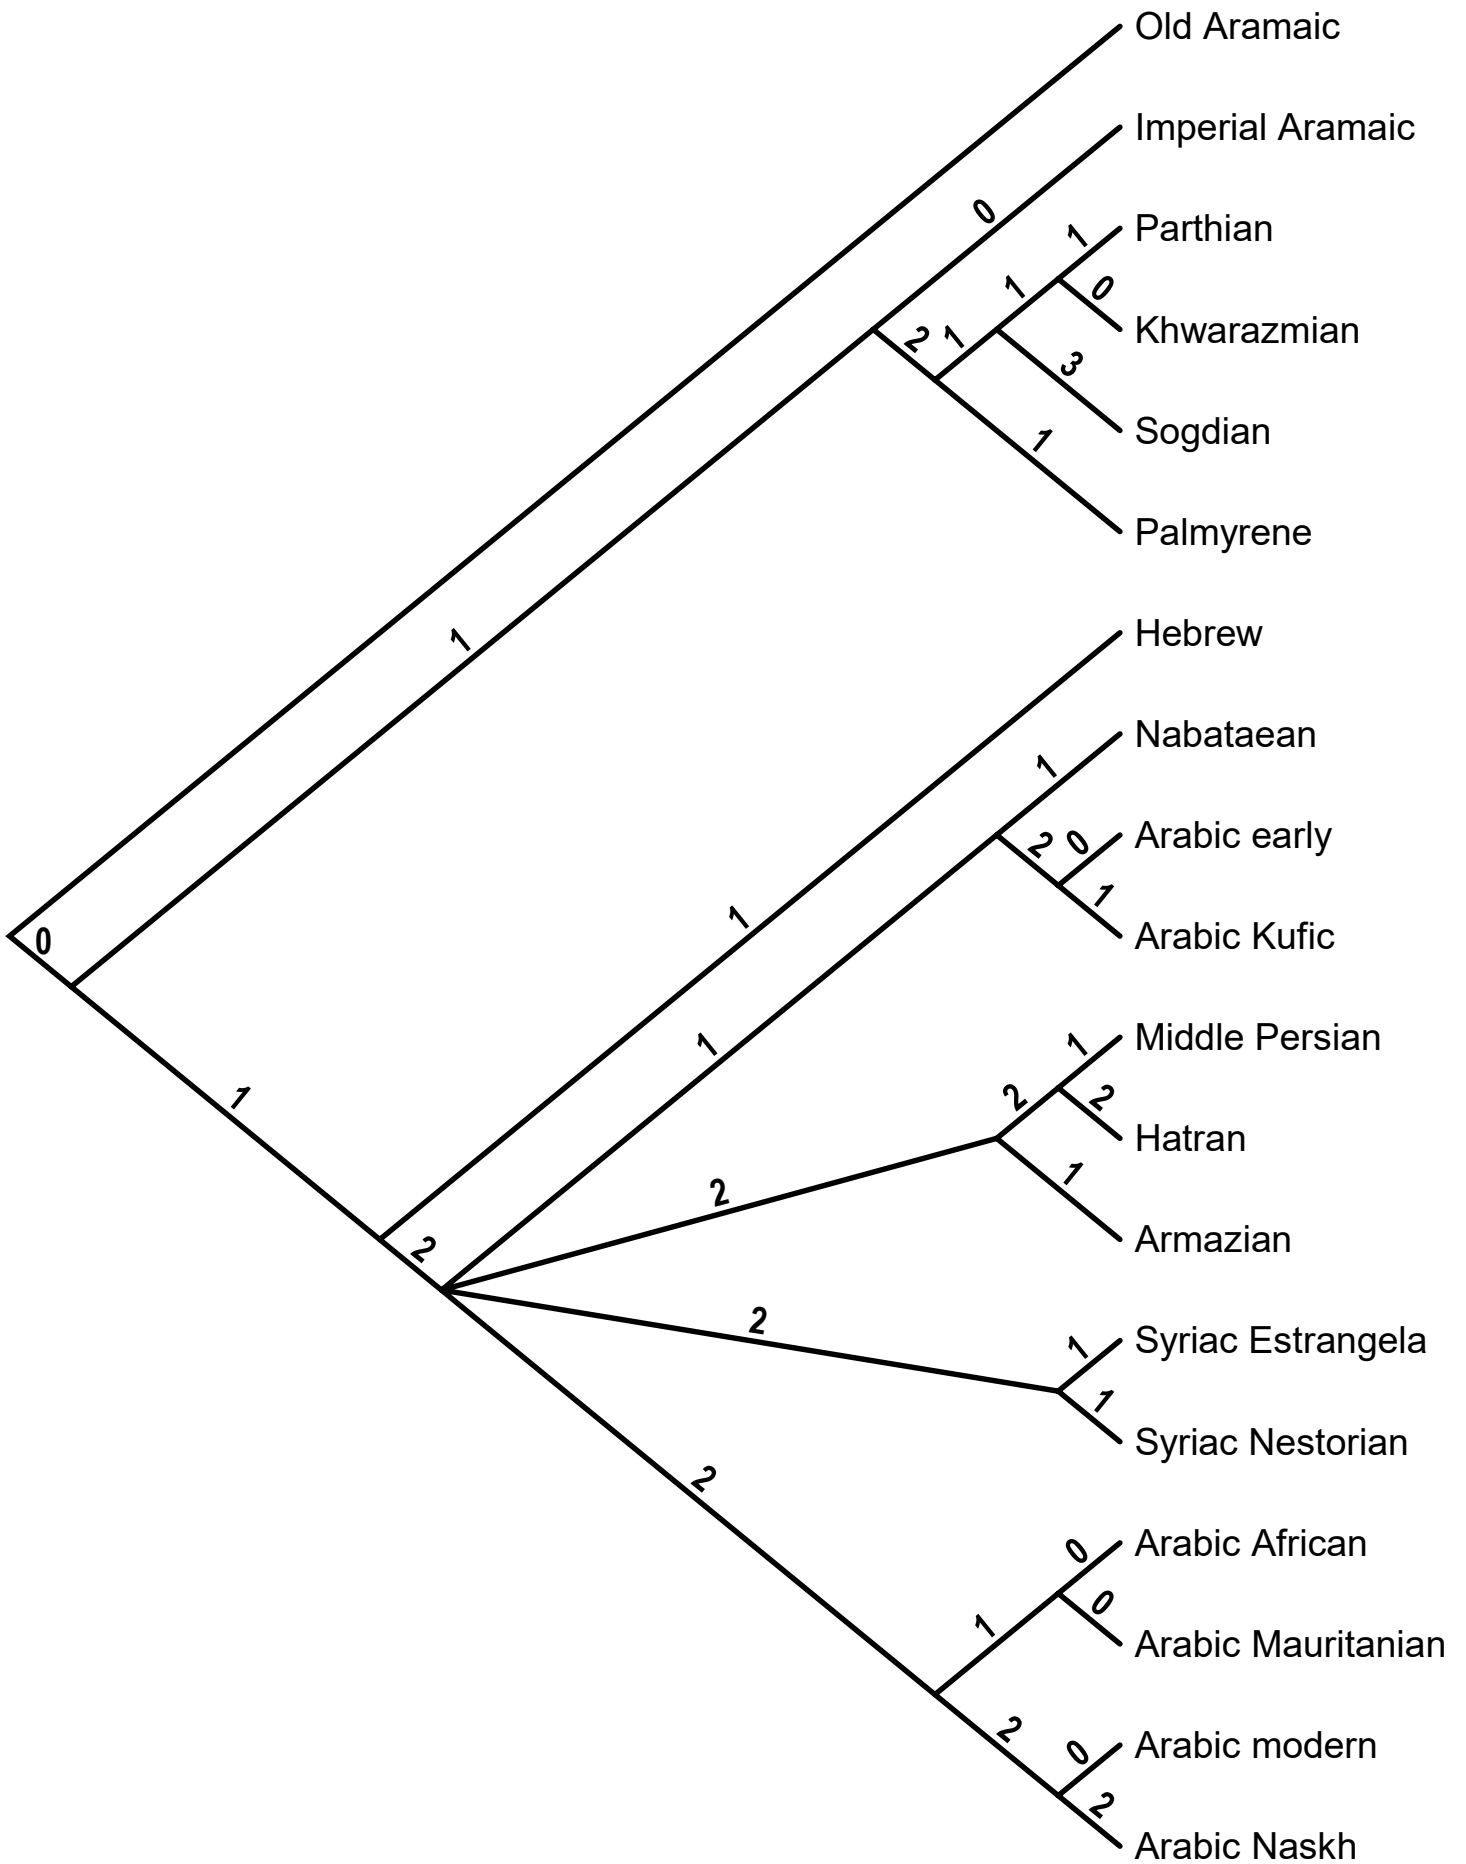 Old Aramaic
Imperial Aramaic
0
Parthian
1
1
0
Khwarazmian
2
1
3
Sogdian
1
Palmyrene
Hebrew
1
Nabataean
1
Arabic early
2
0
1
Arabic Kufic
1
0
1
Middle Persian
1
2
2
Hatran
1
2
Armazian
1
2
2
Syriac Estrangela
1
1
Syriac Nestorian
2
Arabic African
0
0
1
Arabic Mauritanian
2
Arabic modern
0
2
Arabic Naskh